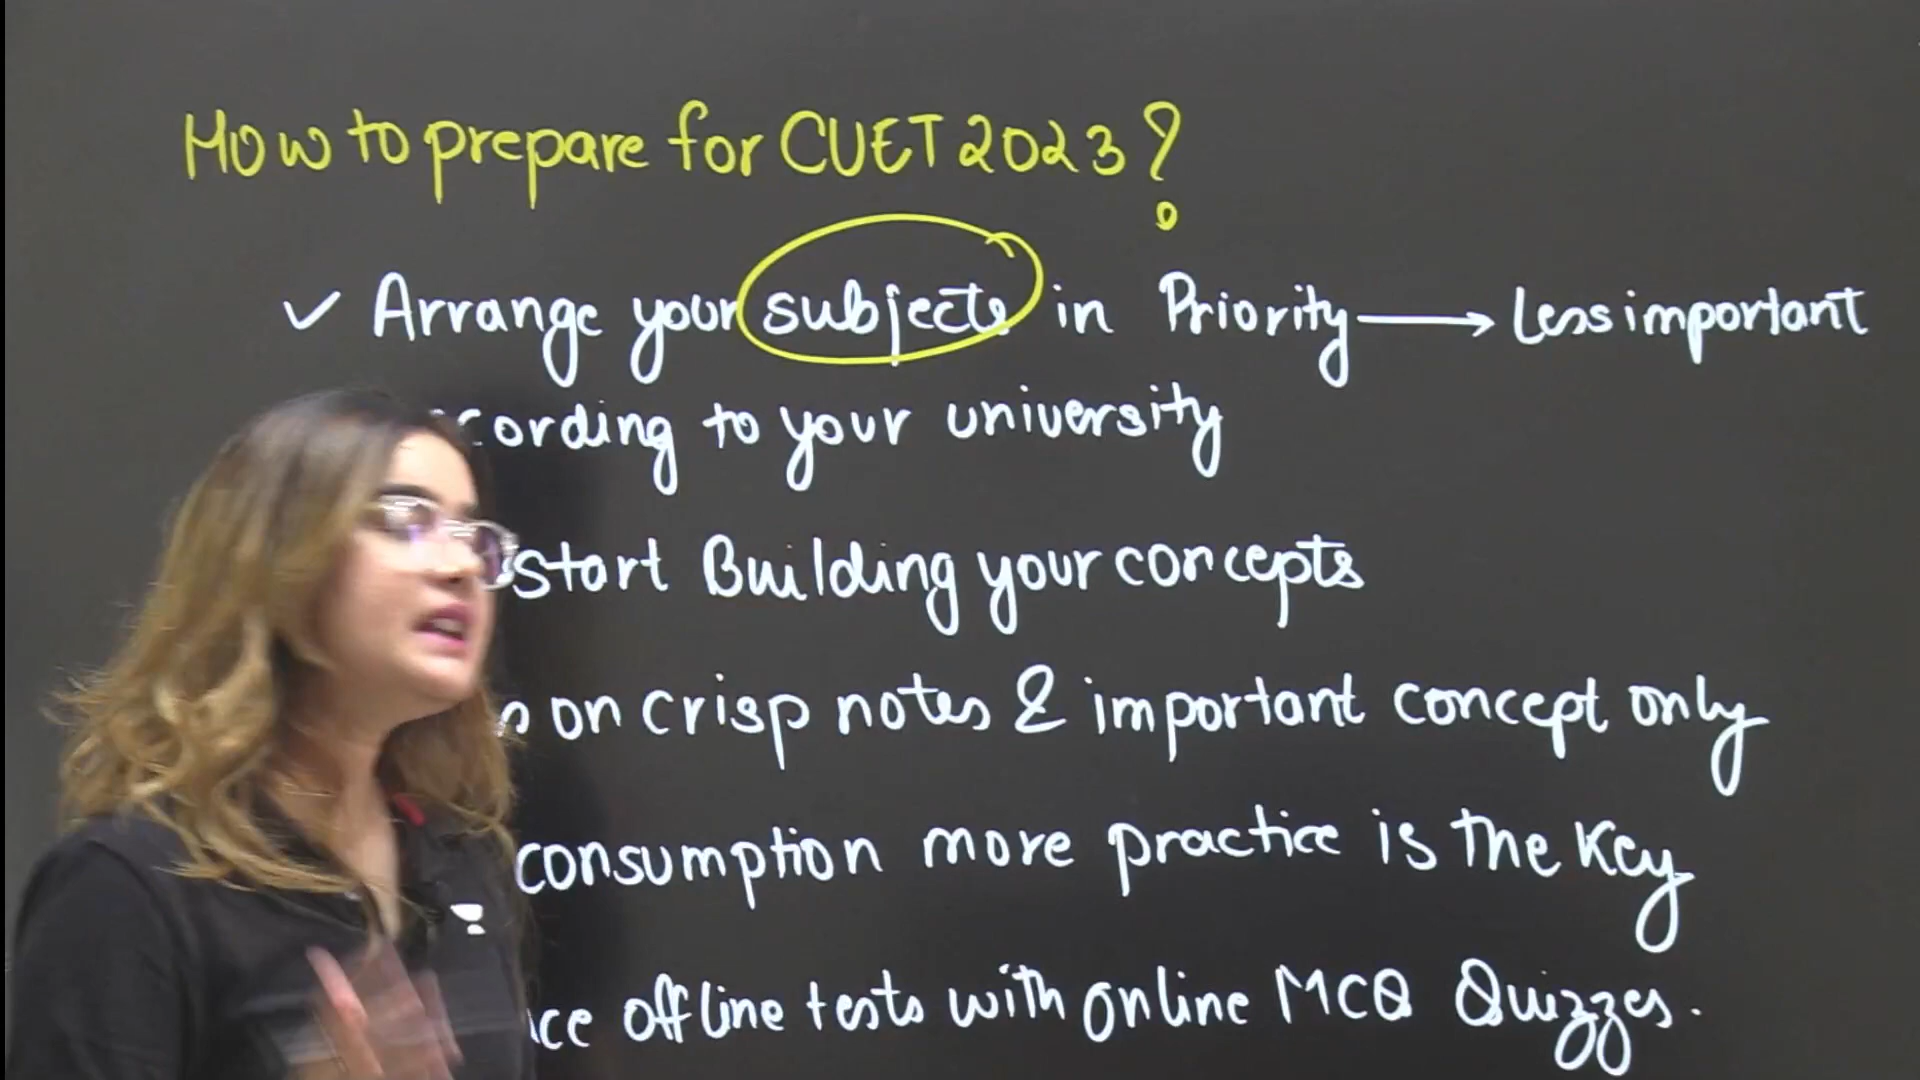 How to prepare for CUET 2023?
✓ Arrange your subjects in Priority → Less important
cording to your university
start Building your concepts
on crisp notes & important concept only
consumption more practice is the key
offline tests with online MCQ Quizzes.